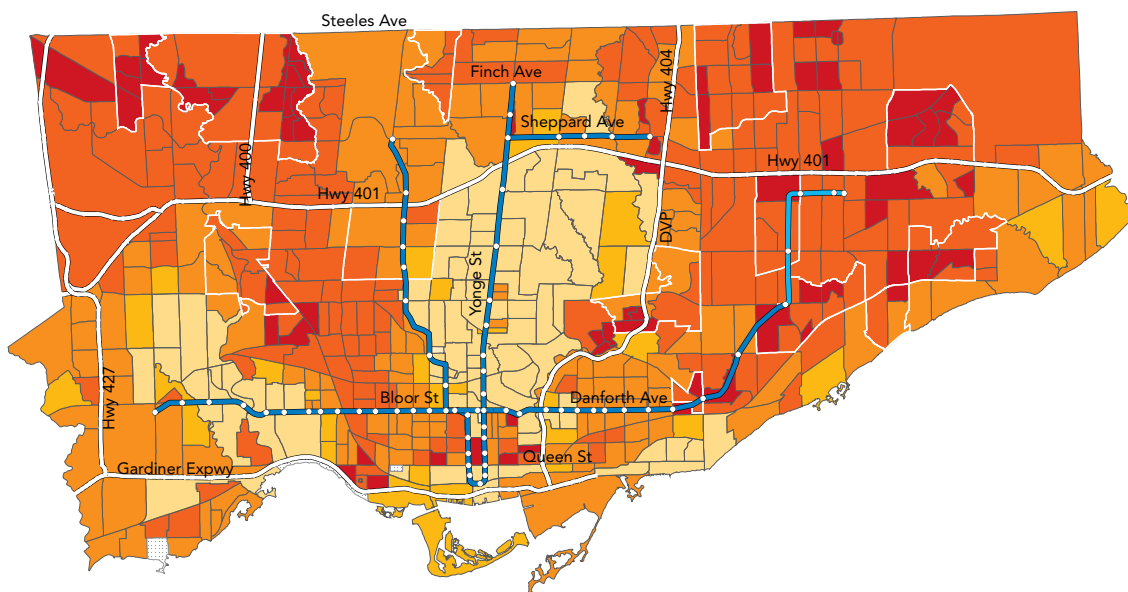 Steeles Ave
Finch Ave
Hwy 404
Sheppard Ave
Hwy 400
Hwy 401
Hwy 401
DVP
Yonge St
Hwy 427
Bloor St
Danforth Ave
Queen St
Gardiner Expwy